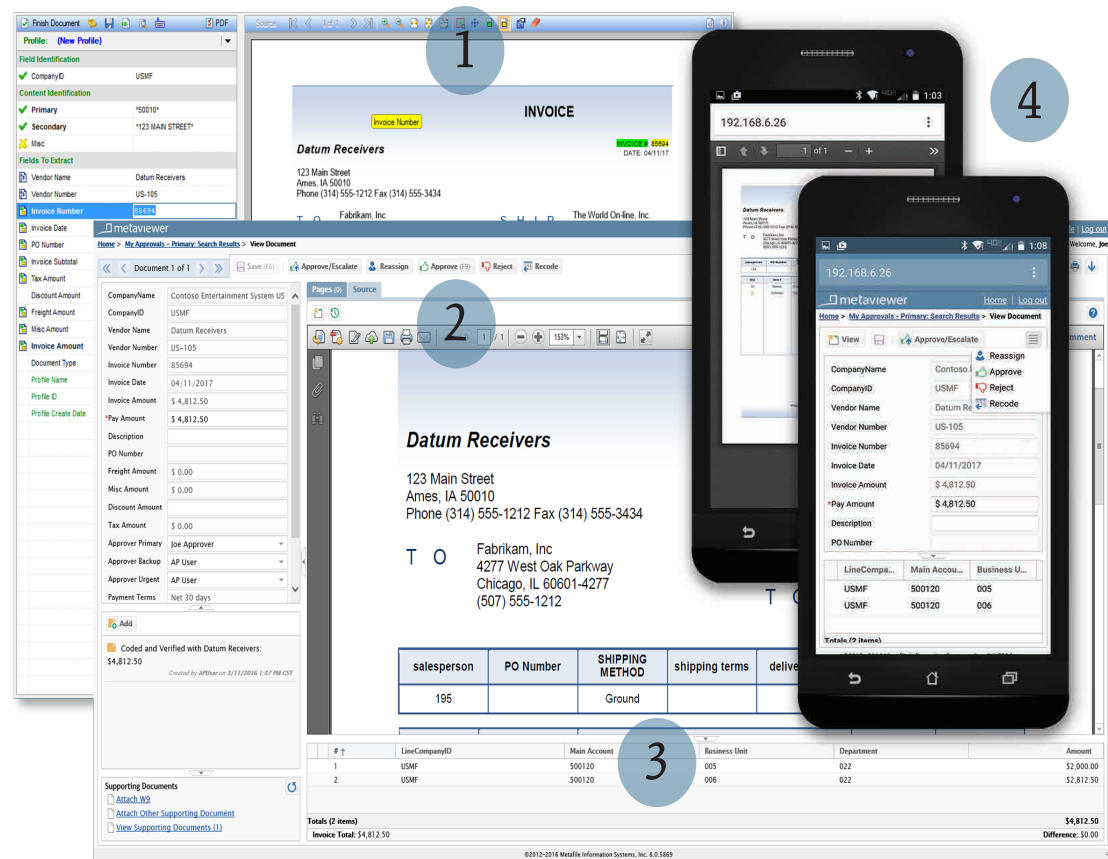 Finish Document
PDF
Profile: (New Profile)
Field Identification
CompanyID USMF
Content Identification
Primary *50010*
Secondary *123 MAIN STREET*
Misc
Fields To Extract
Vendor Name Datum Receivers
Vendor Number US-105
Invoice Number 85694
Invoice Date
PO Number
Invoice Subtotal
Tax Amount
Discount Amount
Freight Amount
Misc Amount
Invoice Amount
Document Type
Profile Name
Profile ID
Profile Create Date
Source 1 of 1
1
INVOICE
Invoice Number
Datum Receivers
INVOICE #: 85694
DATE: 04/11/17
123 Main Street
Ames, IA 50010
Phone (314) 555-1212 Fax (314) 555-3434
T O Fabrikam, Inc
S H I P The World On-line, Inc.
metaviewer
Log out
Home > My Approvals – Primary: Search Results > View Document
Welcome, Joe
Document 1 of 1
Save (F6)
Approve/Escalate
Reassign
Approve (F9)
Reject
Recode
CompanyName Contoso Entertainment System US
CompanyID USMF
Vendor Name Datum Receivers
Vendor Number US-105
Invoice Number 85694
Invoice Date 04/11/2017
Invoice Amount $ 4,812.50
*Pay Amount $ 4,812.50
Description
PO Number
Freight Amount $ 0.00
Misc Amount $ 0.00
Discount Amount
Tax Amount $ 0.00
Approver Primary Joe Approver
Approver Backup AP User
Approver Urgent AP User
Payment Terms Net 30 days
Add
Coded and Verified with Datum Receivers:
$4,812.50
Created by APUser on 3/11/2016 1:37 PM CST
Supporting Documents
Attach W9
Attach Other Supporting Document
View Supporting Documents (1)
Pages (0) Source
2
1 / 1
153%
mment
Datum Receivers
123 Main Street
Ames, IA 50010
Phone (314) 555-1212 Fax (314) 555-3434
T O Fabrikam, Inc
4277 West Oak Parkway
Chicago, IL 60601-4277
(507) 555-1212
T O
salesperson PO Number SHIPPING METHOD shipping terms delive
195 Ground
3
# LineCompanyID Main Account Business Unit Department Amount
1 USMF 500120 005 022 $2,000.00
2 USMF 500120 006 022 $2,812.50
Totals (2 items) $4,812.50
Invoice Total: $4,812.50 Difference: $0.00
©2012-2016 Metafile Information Systems, Inc. 8.0.5869
4
4G 1:03
192.168.6.26
1 of 1
Datum Receivers
4G 1:08
192.168.6.26
metaviewer
Home | Log out
Home > My Approvals - Primary: Search Results > View Document
View
Approve/Escalate
Reassign
Approve
Reject
Recode
CompanyName Contoso
CompanyID USMF
Vendor Name Datum Re
Vendor Number US-105
Invoice Number 85694
Invoice Date 04/11/2017
Invoice Amount $ 4,812.50
*Pay Amount $ 4,812.50
Description
PO Number
LineCompa... Main Accou... Business U...
USMF 500120 005
USMF 500120 006
Totals (2 items)